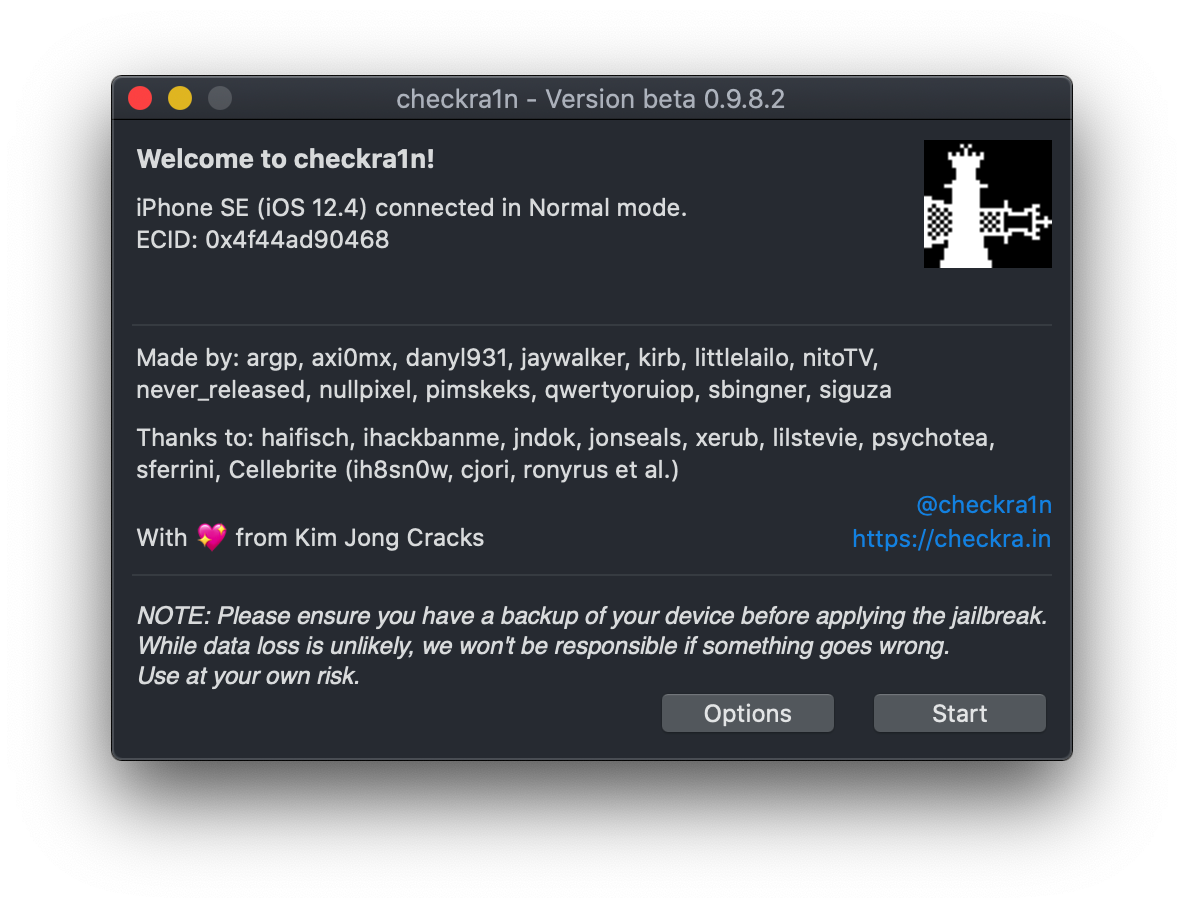 checkra1n - Version beta 0.9.8.2
Welcome to checkra1n!
iPhone SE (iOS 12.4) connected in Normal mode.
ECID: 0x4f44ad90468
Made by: argp, axi0mx, danyl931, jaywalker, kirb, littlelailo, nitoTV,
never_released, nullpixel, pimskeks, qwertyoruiop, sbingner, siguza
Thanks to: haifisch, ihackbanme, jndok, jonseals, xerub, lilstevie, psychotea,
sferrini, Cellebrite (ih8sn0w, cjori, ronyrus et al.)
@checkra1n
With 💖 from Kim Jong Cracks
https://checkra.in
NOTE: Please ensure you have a backup of your device before applying the jailbreak.
While data loss is unlikely, we won't be responsible if something goes wrong.
Use at your own risk.
Options
Start